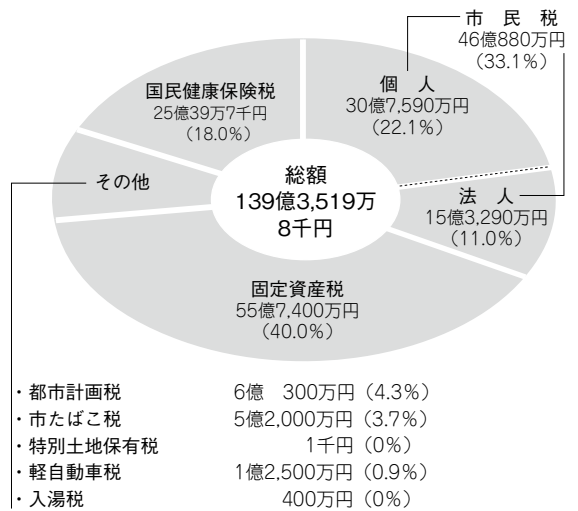 市 民 税
46億880万円
(33.1%)
個 人
30億7,590万円
(22.1%)
法 人
15億3,290万円
(11.0%)
固定資産税
55億7,400万円
(40.0%)
その他
国民健康保険税
25億39万7千円
(18.0%)
総額
139億3,519万
8千円
・都市計画税 6億 300万円（4.3%）
・市たばこ税 5億2,000万円（3.7%）
・特別土地保有税 1千円（0%）
・軽自動車税 1億2,500万円（0.9%）
・入湯税 400万円（0%）